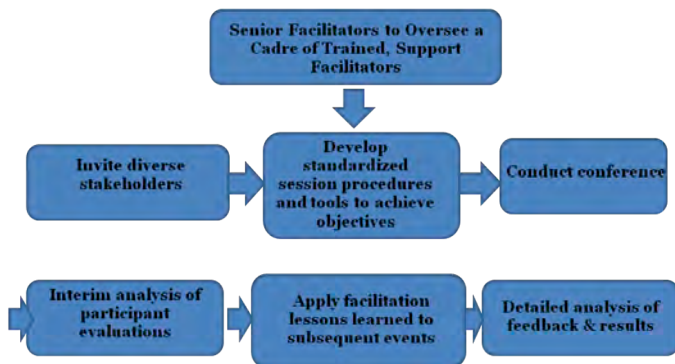 Senior Facilitators to Oversee a
Cadre of Trained, Support
Facilitators
Invite diverse
stakeholders
Develop
standardized
session procedures
and tools to achieve
objectives
Conduct conference
Interim analysis of
participant
evaluations
Apply facilitation
lessons learned to
subsequent events
Detailed analysis of
feedback & results